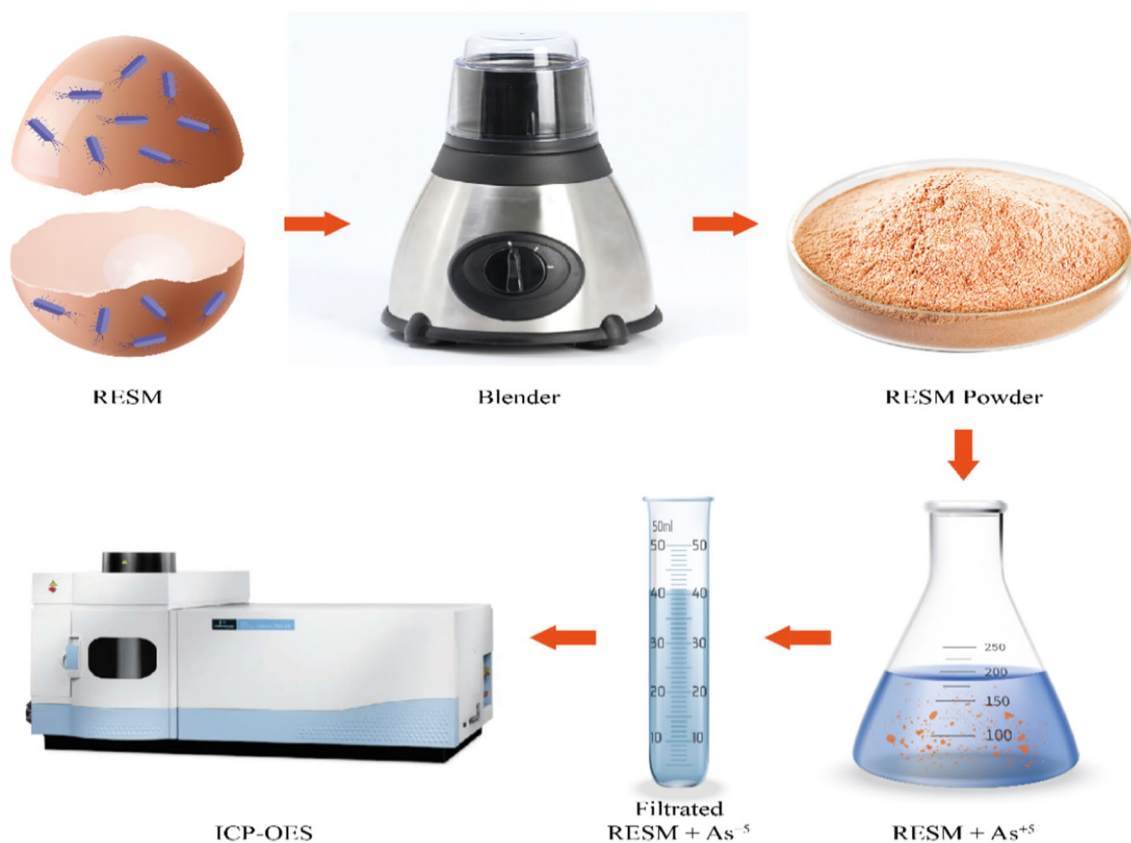 RESM
Blender
RESM Powder
50ml
50 50
40 40
30 30
20 20
10 10
250
200
150
100
ICP-OES
Filtrated
RESM + As⁻⁵
RESM + As⁺⁵